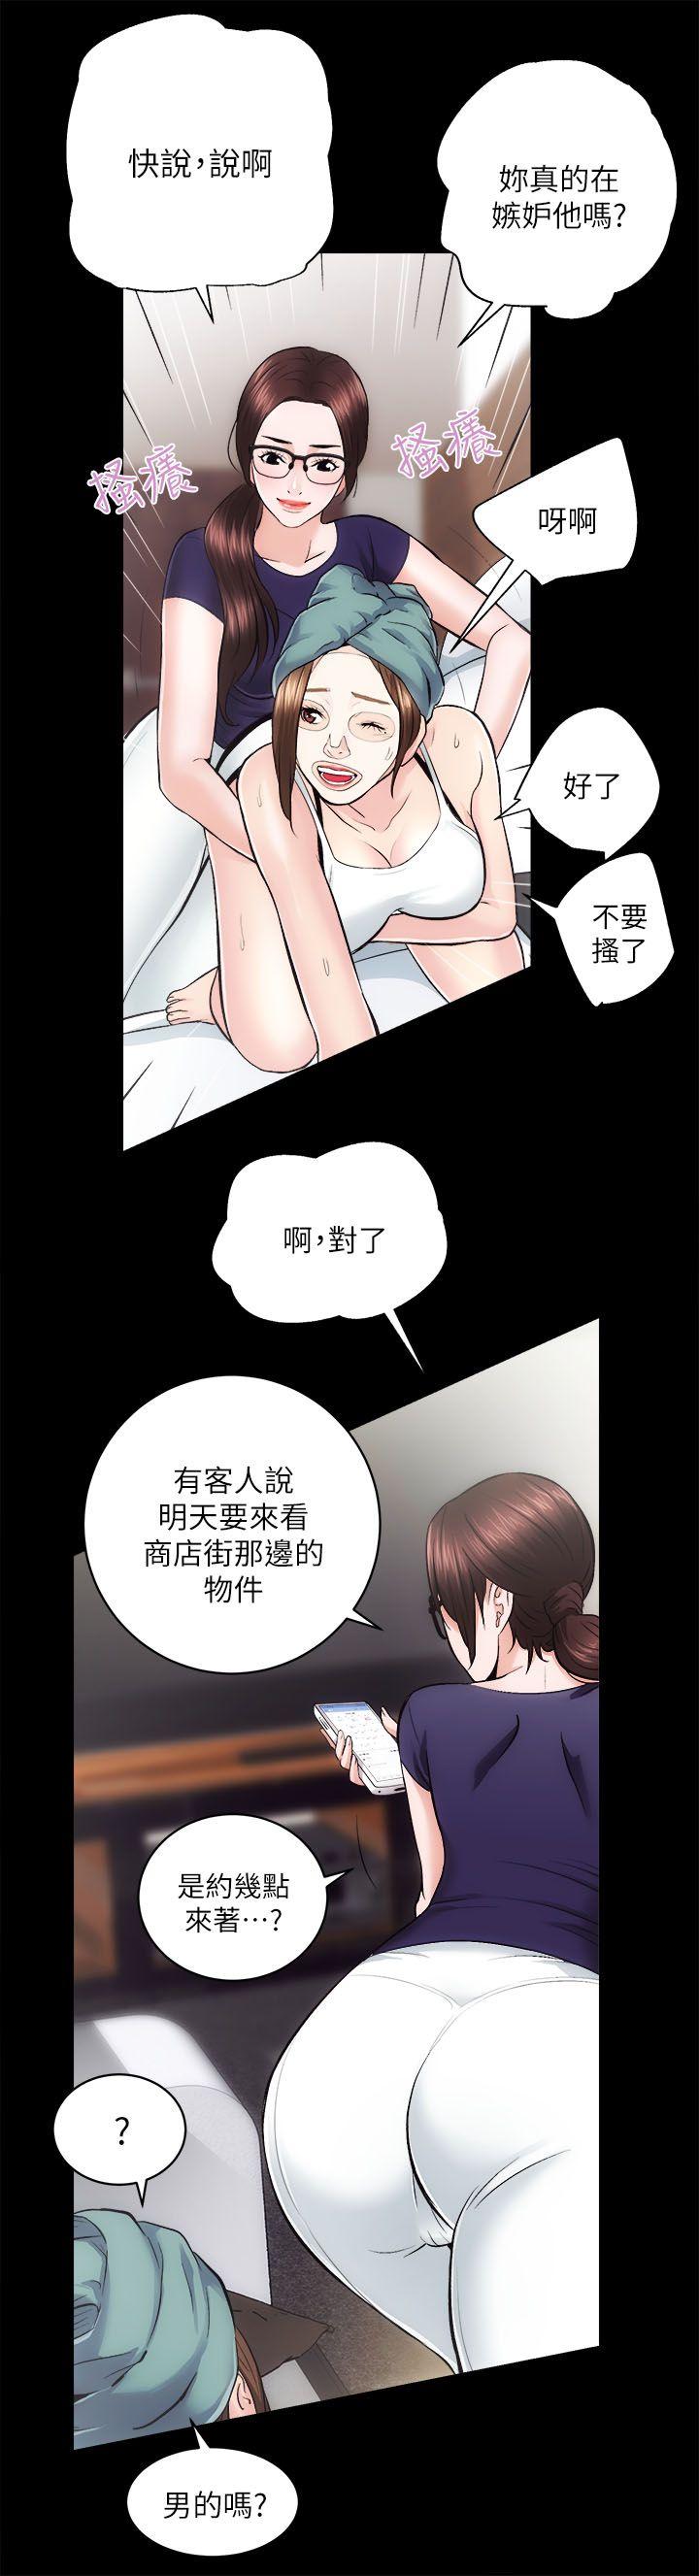 快說，說啊
妳真的在
嫉妒他嗎?
搔癢
搔癢
呀啊
好了
不要
搔了
啊，對了
有客人說
明天要來看
商店街那邊的
物件
是約幾點
來著…?
?
男的嗎?